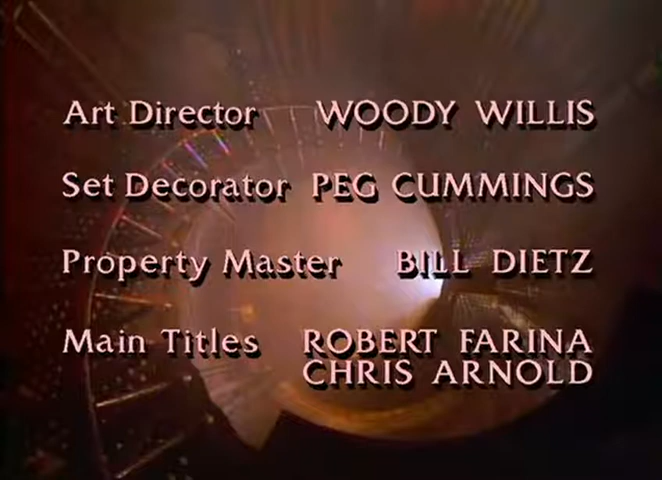 Art Director WOODY WILLIS
Set Decorator PEG CUMMINGS
Property Master BILL DIETZ
Main Titles ROBERT FARINA
CHRIS ARNOLD